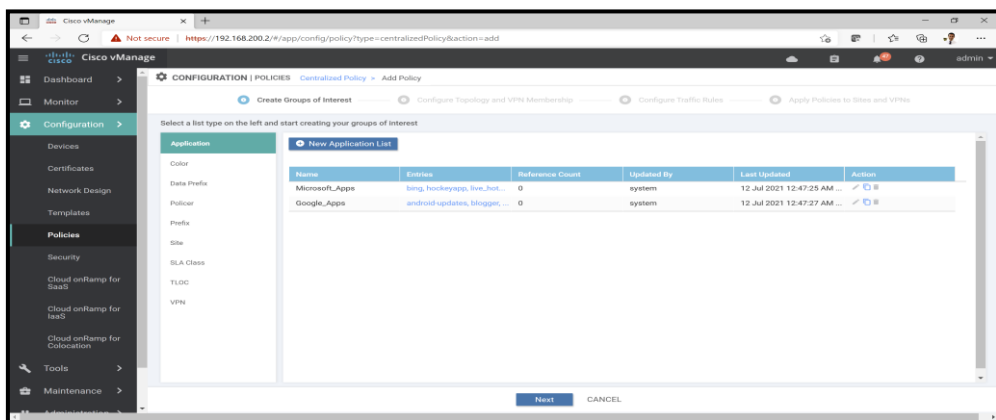 Cisco vManage
Not secure | https://192.168.200.2/#/app/config/policy?type=centralizedPolicy&action=add
cisco Cisco vManage
admin
Dashboard
Monitor
Configuration
Devices
Certificates
Network Design
Templates
Policies
Security
Cloud onRamp for
SaaS
Cloud onRamp for
IaaS
Cloud onRamp for
Colocation
Tools
Maintenance
CONFIGURATION | POLICIES Centralized Policy > Add Policy
Create Groups of Interest Configure Topology and VPN Membership Configure Traffic Rules Apply Policies to Sites and VPNs
Select a list type on the left and start creating your groups of interest
Application
Color
Data Prefix
Policer
Prefix
Site
SLA Class
TLOC
VPN
New Application List
Name Entries Reference Count Updated By Last Updated Action
Microsoft_Apps bing, hockeyapp, live_hot... 0 system 12 Jul 2021 12:47:25 AM ...
Google_Apps android-updates, blogger, ... 0 system 12 Jul 2021 12:47:27 AM ...
Next CANCEL